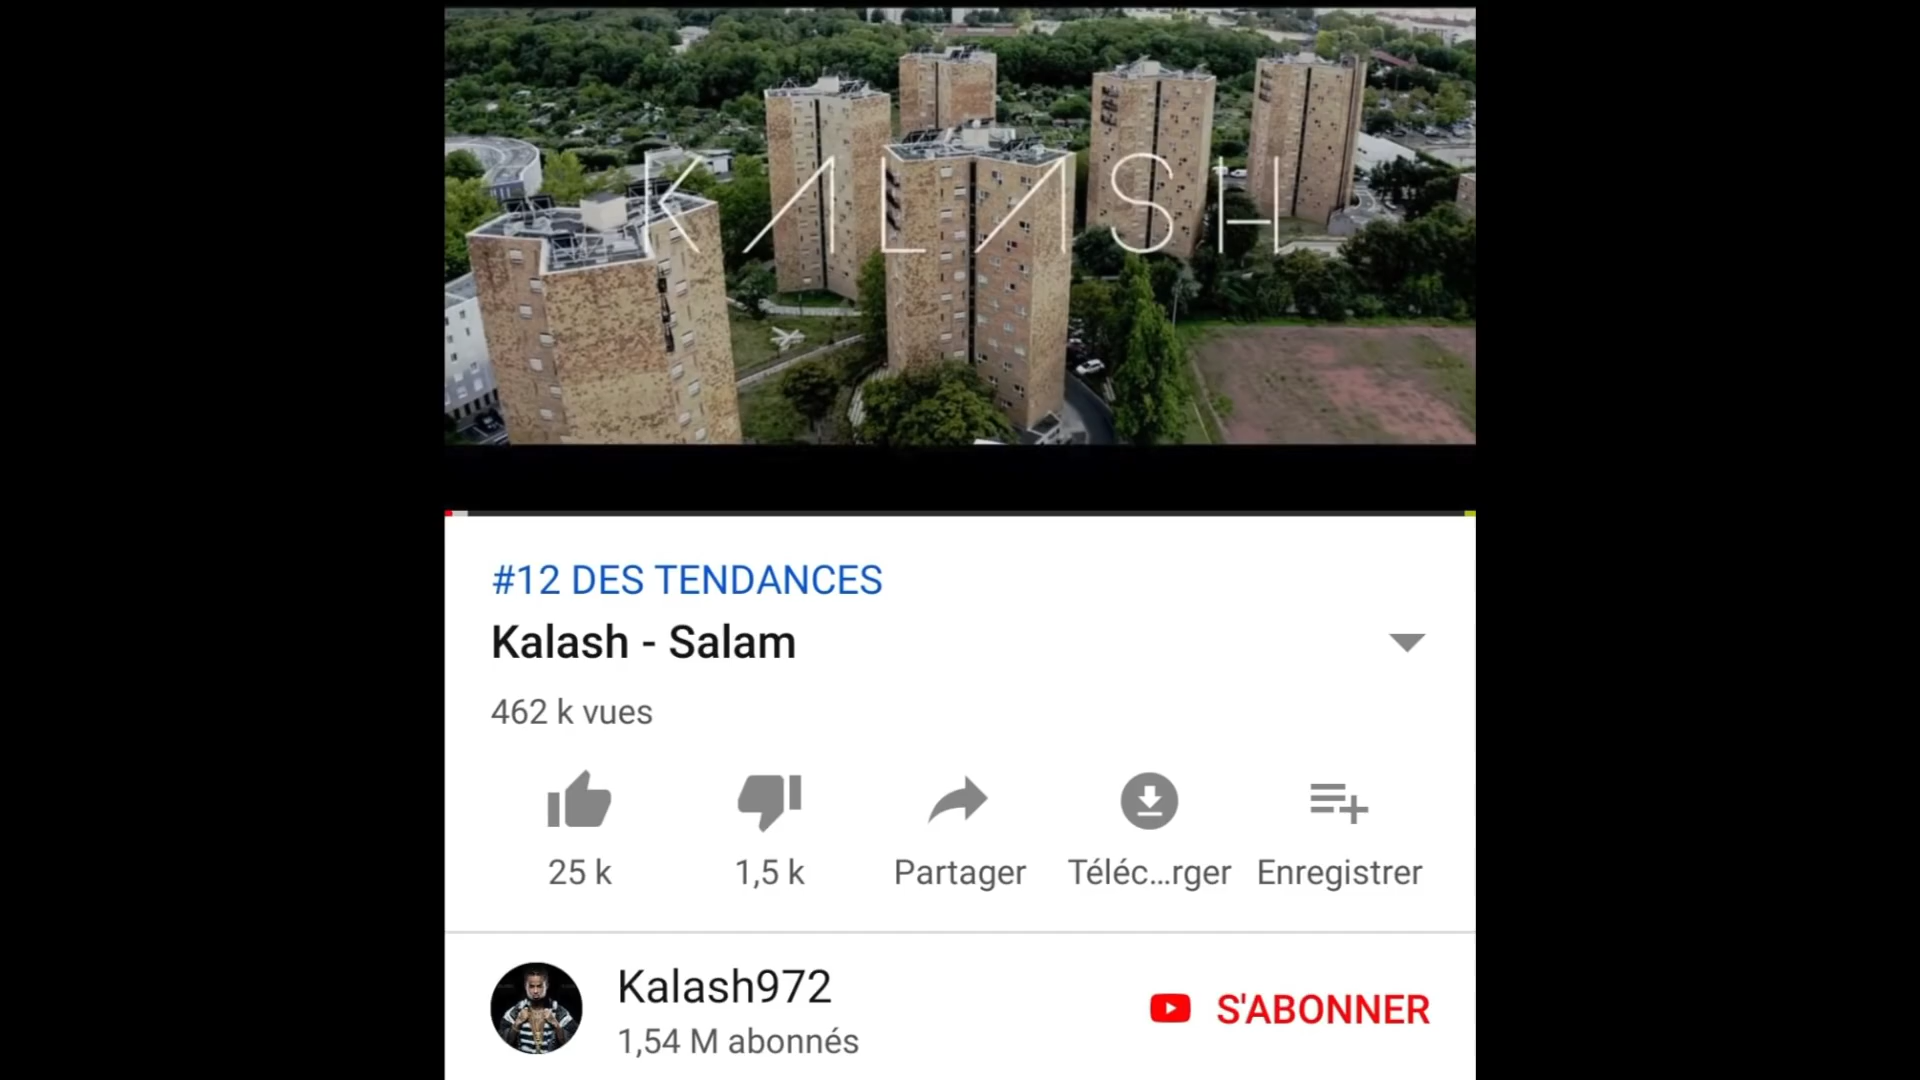 KALASH
#12 DES TENDANCES
Kalash - Salam
462 k vues
25 k
1,5 k
Partager
Téléc...rger
Enregistrer
Kalash972
1,54 M abonnés
S'ABONNER